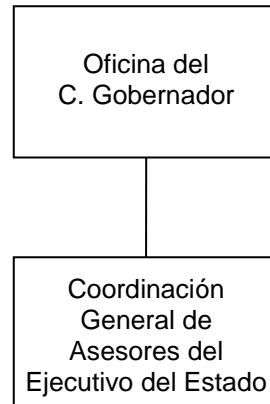 Oficina del
C. Gobernador
Coordinación
General de
Asesores del
Ejecutivo del Estado